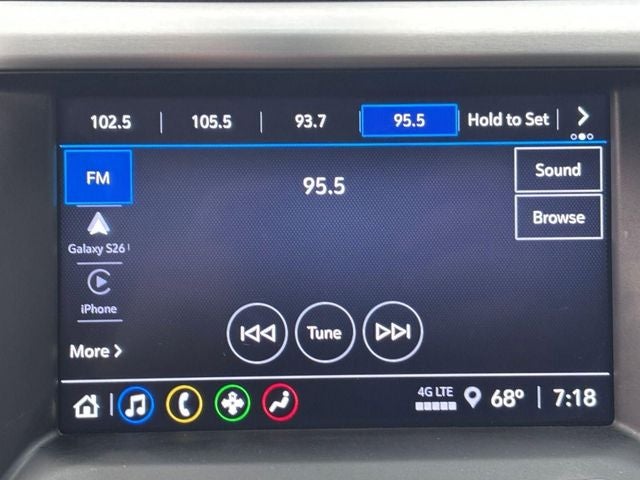 102.5 105.5 93.7 95.5 Hold to Set
FM
95.5
Sound
Galaxy S26
Browse
iPhone
Tune
More
4G LTE
68° 7:18